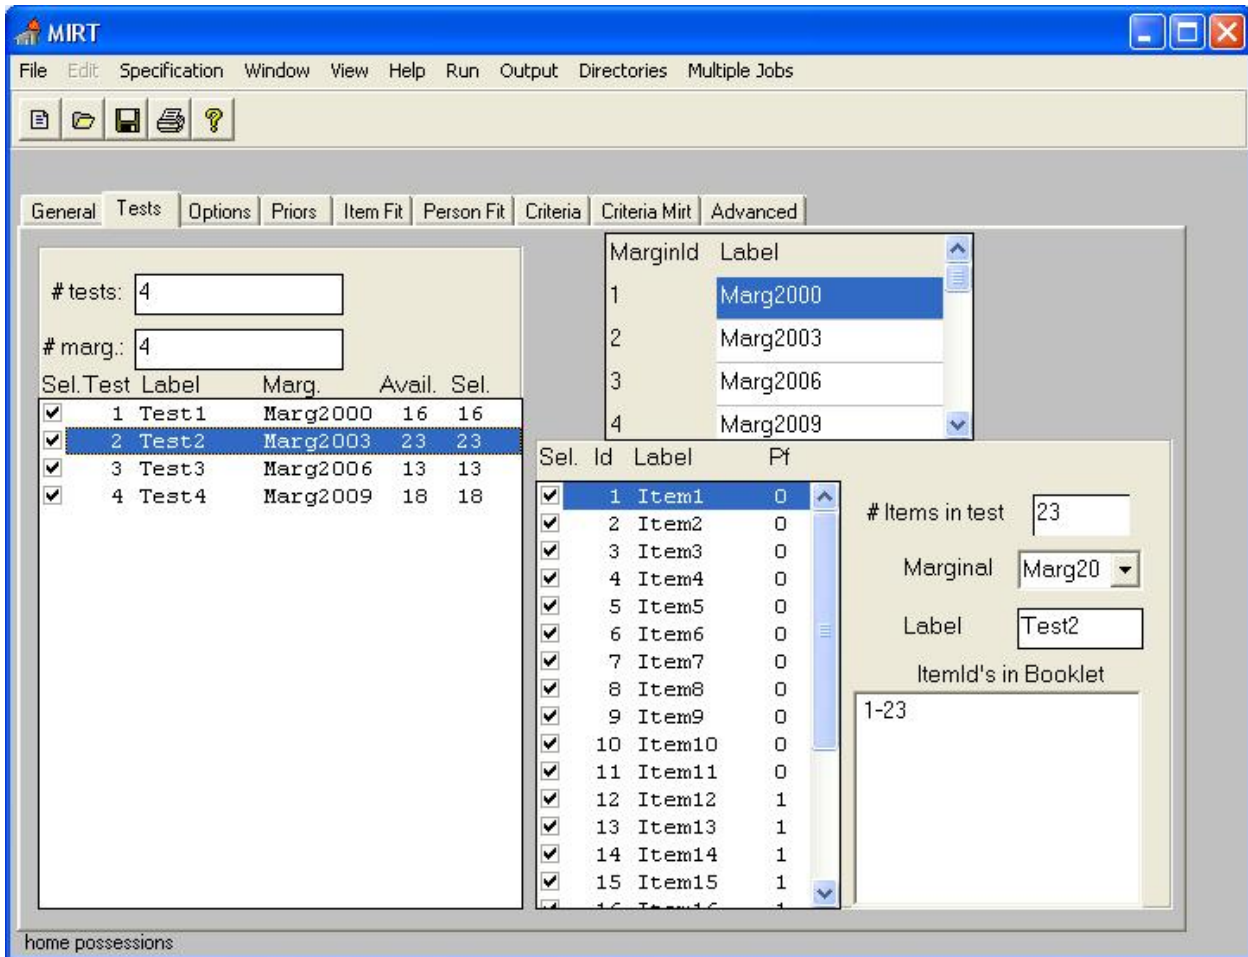 MIRT
File Edit Specification Window View Help Run Output Directories Multiple Jobs
General Tests Options Priors Item Fit Person Fit Criteria Criteria Mirt Advanced
# tests: 4
# marg.: 4
Sel. Test Label Marg. Avail. Sel.
1 Test1 Marg2000 16 16
2 Test2 Marg2003 23 23
3 Test3 Marg2006 13 13
4 Test4 Marg2009 18 18
MarginId Label
1 Marg2000
2 Marg2003
3 Marg2006
4 Marg2009
Sel. Id Label Pf
1 Item1 0
2 Item2 0
3 Item3 0
4 Item4 0
5 Item5 0
6 Item6 0
7 Item7 0
8 Item8 0
9 Item9 0
10 Item10 0
11 Item11 0
12 Item12 1
13 Item13 1
14 Item14 1
15 Item15 1
16 Item16 1
# Items in test 23
Marginal Marg20
Label Test2
ItemId's in Booklet
1-23
home possessions